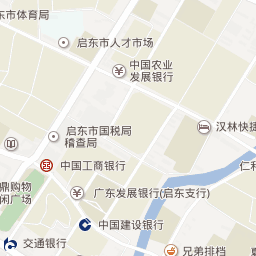 东市体育局
启东市人才市场
中国农业
发展银行
汉林快捷
启东市国税局
稽查局
中国工商银行
仁和
鼎购物
闲广场
广东发展银行(启东支行)
中国建设银行
交通银行
兄弟排档